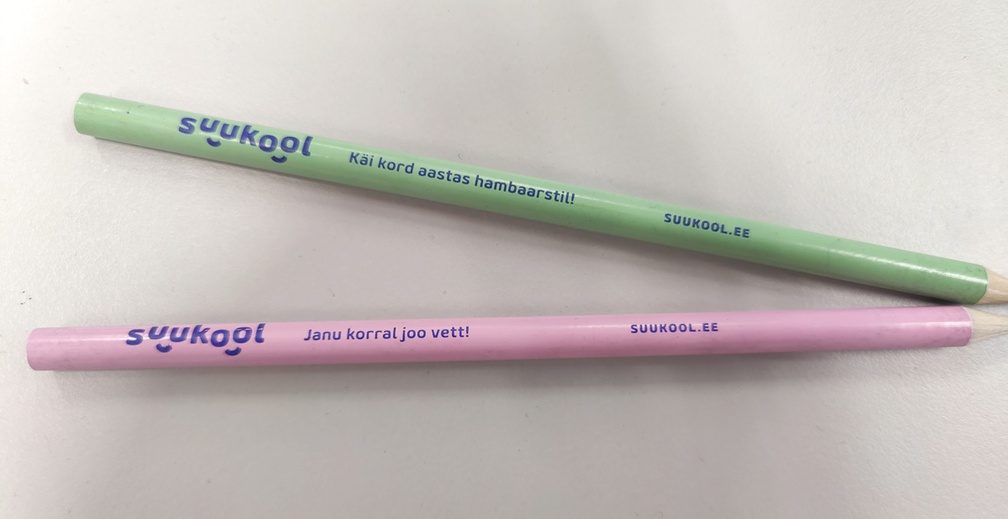 suukool Käi kord aastas hambaarstil! SUUKOOL.EE
suukool Janu korral joo vett! SUUKOOL.EE